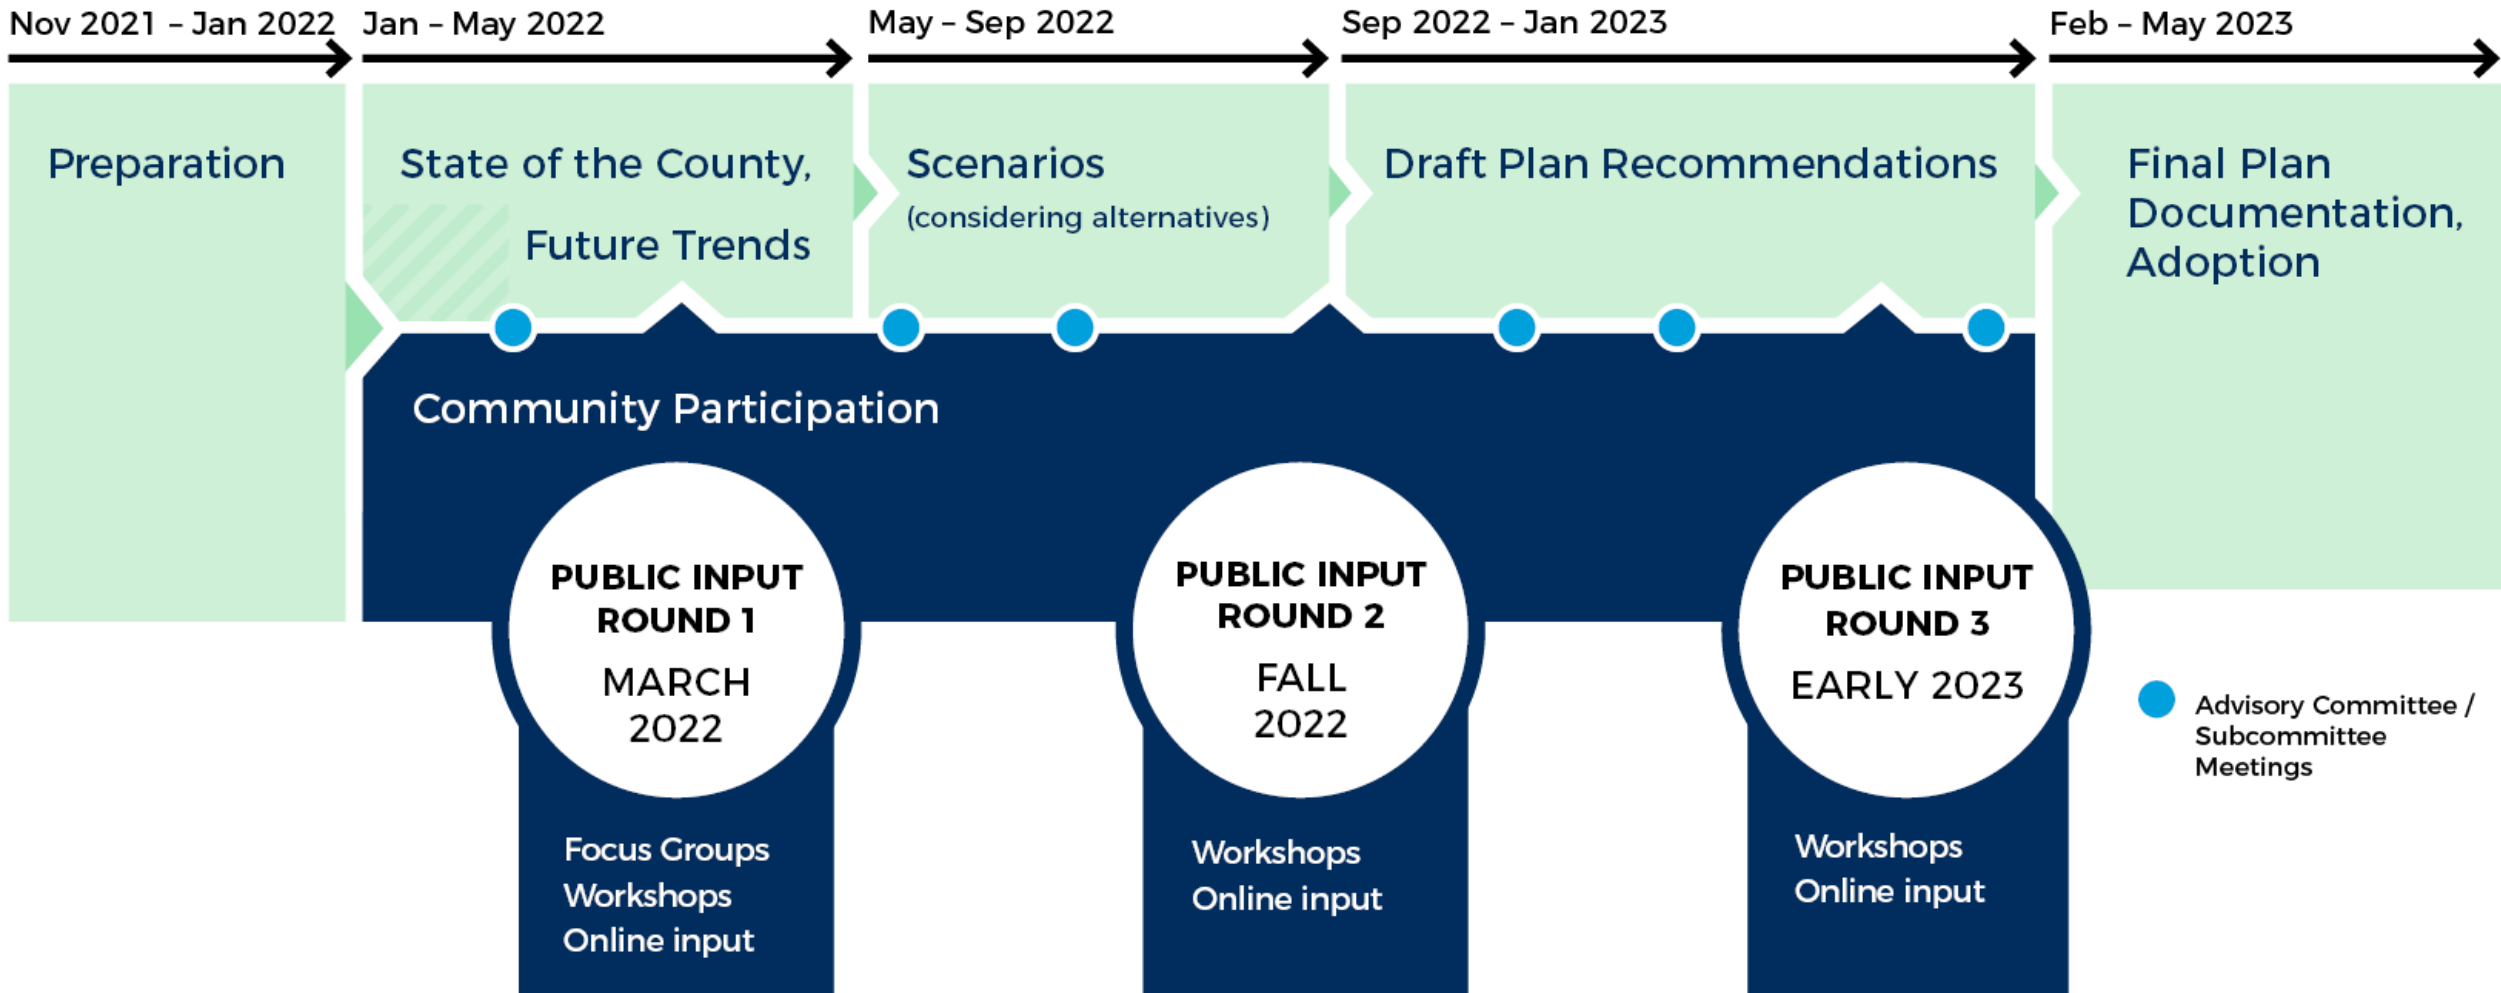 Nov 2021 – Jan 2022
Jan – May 2022
May – Sep 2022
Sep 2022 – Jan 2023
Feb – May 2023
Preparation
State of the County,
Future Trends
Scenarios
(considering alternatives)
Draft Plan Recommendations
Final Plan
Documentation,
Adoption
Community Participation
PUBLIC INPUT
ROUND 1
MARCH
2022
Focus Groups
Workshops
Online input
PUBLIC INPUT
ROUND 2
FALL
2022
Workshops
Online input
PUBLIC INPUT
ROUND 3
EARLY 2023
Workshops
Online input
Advisory Committee /
Subcommittee
Meetings